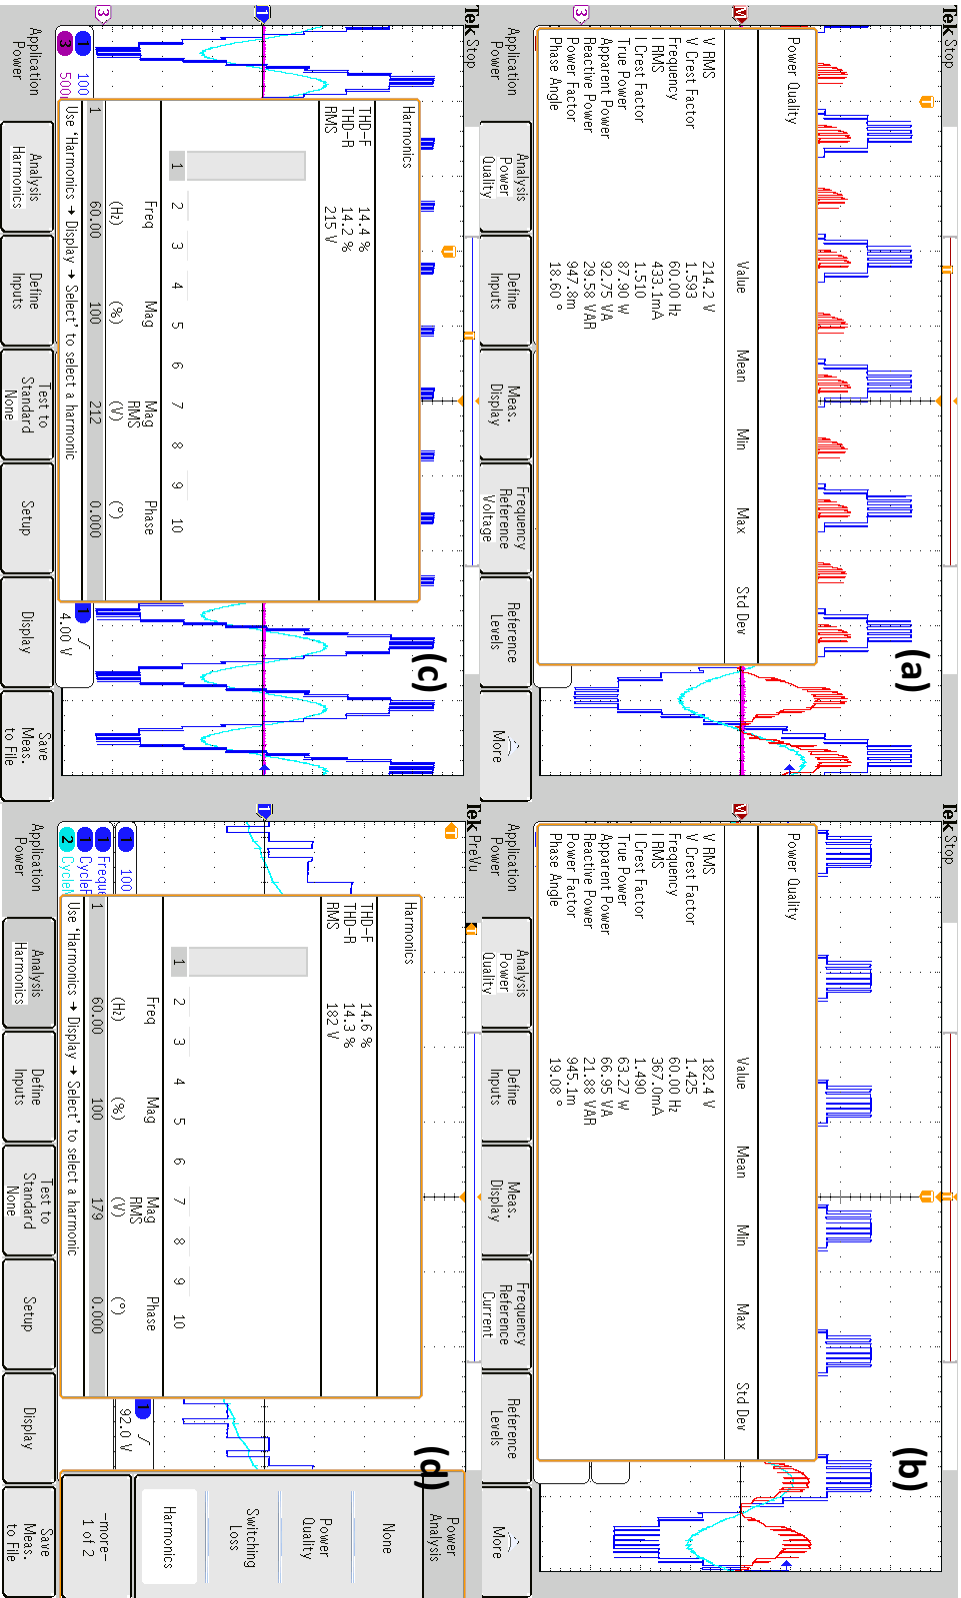 Tek Stop
M
3
(a)
Power Quality
Value Mean Min Max Std Dev
V RMS 214.2 V
V Crest Factor 1.593
Frequency 60.00 Hz
I RMS 433.1mA
I Crest Factor 1.510
True Power 87.90 W
Apparent Power 92.75 VA
Reactive Power 29.58 VAR
Power Factor 947.8m
Phase Angle 18.60 °
Application
Power
Analysis
Power
Quality
Define
Inputs
Meas.
Display
Frequency
Reference
Voltage
Reference
Levels
More
Tek Stop
M
(b)
Power Quality
Value Mean Min Max Std Dev
V RMS 182.4 V
V Crest Factor 1.425
Frequency 60.00 Hz
I RMS 367.0mA
I Crest Factor 1.490
True Power 63.27 W
Apparent Power 66.95 VA
Reactive Power 21.88 VAR
Power Factor 945.1m
Phase Angle 19.08 °
Application
Power
Analysis
Power
Quality
Define
Inputs
Meas.
Display
Frequency
Reference
Current
Reference
Levels
More
Tek Stop
3
(c)
Harmonics
THD-F 14.4 %
THD-R 14.2 %
RMS 215 V
1 2 3 4 5 6 7 8 9 10
Freq Mag Mag Phase
RMS
(Hz) (%) (V) (°)
1 60.00 100 212 0.000
Use 'Harmonics → Display → Select' to select a harmonic
1 100
3 500
1 4.00 V
Application
Power
Analysis
Harmonics
Define
Inputs
Test to
Standard
None
Setup
Display
Save
Meas.
to File
Tek PreVu
(d)
Harmonics
THD-F 14.6 %
THD-R 14.3 %
RMS 182 V
1 2 3 4 5 6 7 8 9 10
Freq Mag Mag Phase
RMS
(Hz) (%) (V) (°)
1 60.00 100 179 0.000
Use 'Harmonics → Display → Select' to select a harmonic
1 100
1 92.0 V
Power
Analysis
None
Power
Quality
Switching
Loss
Harmonics
-more-
1 of 2
Application
Power
Analysis
Harmonics
Define
Inputs
Test to
Standard
None
Setup
Display
Save
Meas.
to File